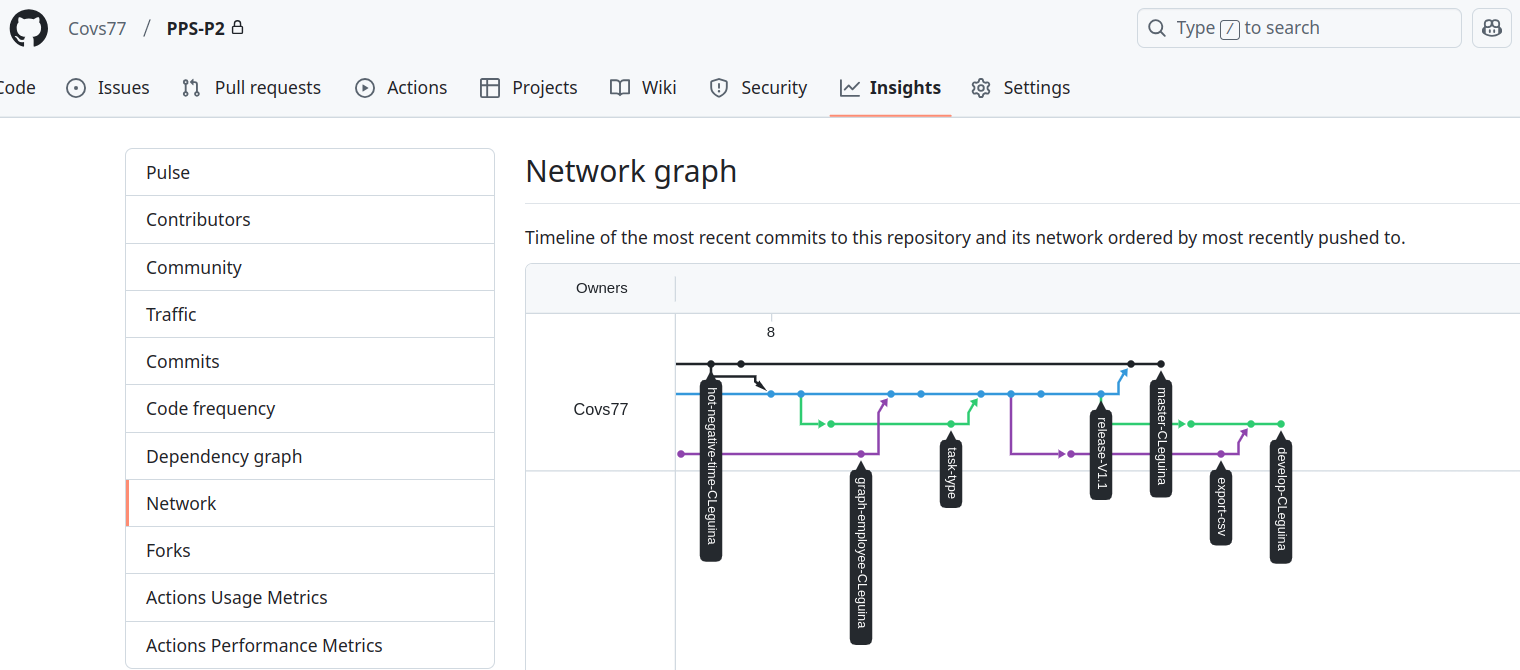 Covs77 / PPS-P2
Type / to search
Code
Issues
Pull requests
Actions
Projects
Wiki
Security
Insights
Settings
Pulse
Contributors
Community
Traffic
Commits
Code frequency
Dependency graph
Network
Forks
Actions Usage Metrics
Actions Performance Metrics
Network graph
Timeline of the most recent commits to this repository and its network ordered by most recently pushed to.
Owners
8
Covs77
hot-negative-time-CLeguina
graph-employee-CLeguina
task-type
release-V1.1
master-CLeguina
export-csv
develop-CLeguina